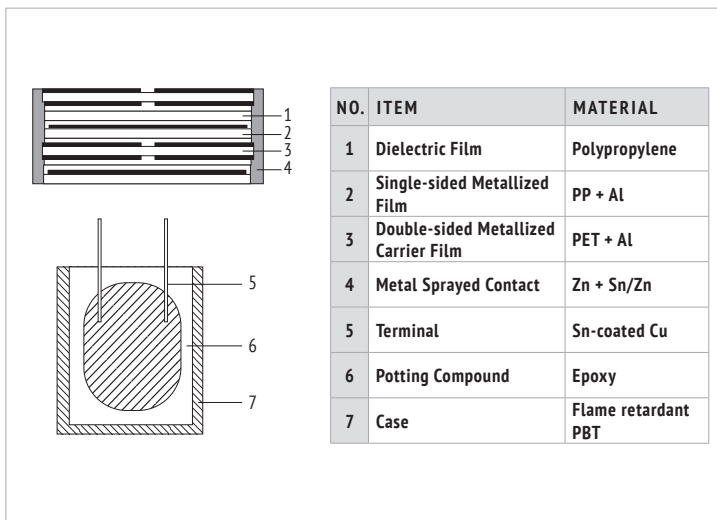 1
2
3
4
5
6
7
NO. ITEM MATERIAL
1 Dielectric Film Polypropylene
2 Single-sided Metallized Film PP + Al
3 Double-sided Metallized Carrier Film PET + Al
4 Metal Sprayed Contact Zn + Sn/Zn
5 Terminal Sn-coated Cu
6 Potting Compound Epoxy
7 Case Flame retardant PBT